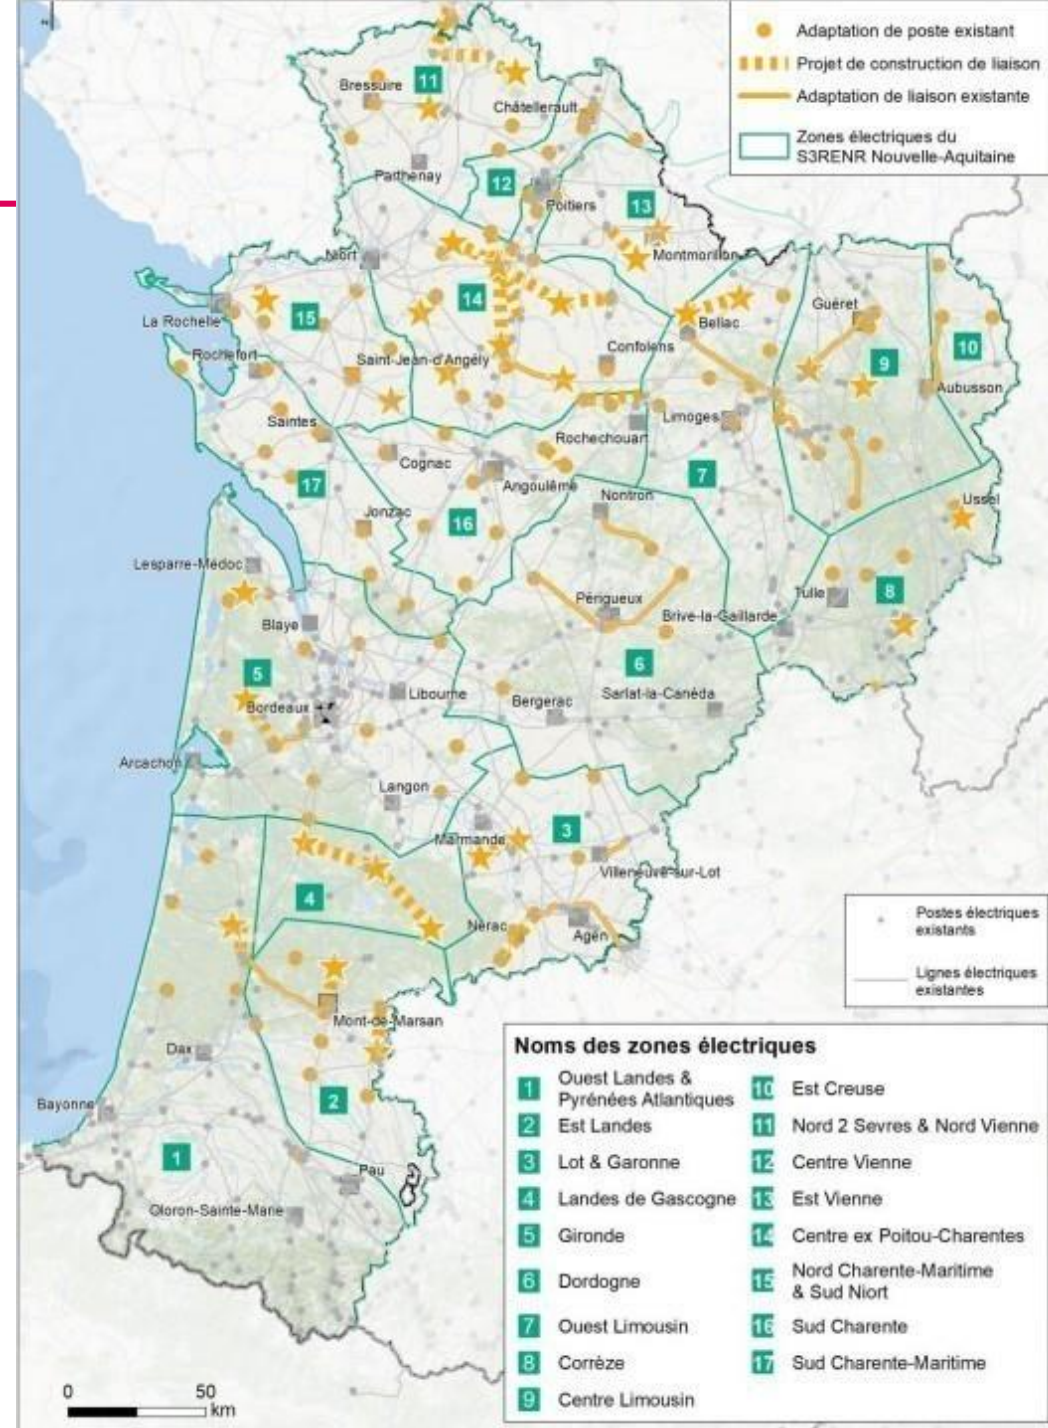 Adaptation de poste existant
Projet de construction de liaison
Adaptation de liaison existante
Zones électriques du
S3RENR Nouvelle-Aquitaine
11
Bressuire
Châtellerault
Parthenay
12
Poitiers
13
Montmorillon
Niort
14
15
La Rochelle
Bellac
Guéret
Rochefort
Saint-Jean-d'Angély
Confolens
9
10
Aubusson
Saintes
Limoges
Rochechouart
Cognac
17
Angoulême
7
Nontron
Ussel
Jonzac
16
Lesparre-Médoc
Périgueux
Tulle
8
Blaye
Brive-la-Gaillarde
5
6
Libourne
Sarlat-la-Canéda
Bordeaux
Bergerac
Arcachon
Langon
Marmande
3
Villeneuve-sur-Lot
4
Nérac
Agen
Postes électriques
existants
Lignes électriques
existantes
Mont-de-Marsan
Dax
Bayonne
2
1
Pau
Oloron-Sainte-Marie
Noms des zones électriques
1 Ouest Landes &
Pyrénées Atlantiques
2 Est Landes
3 Lot & Garonne
4 Landes de Gascogne
5 Gironde
6 Dordogne
7 Ouest Limousin
8 Corrèze
9 Centre Limousin
10 Est Creuse
11 Nord 2 Sevres & Nord Vienne
12 Centre Vienne
13 Est Vienne
14 Centre ex Poitou-Charentes
15 Nord Charente-Maritime
& Sud Niort
16 Sud Charente
17 Sud Charente-Maritime
0 50
km